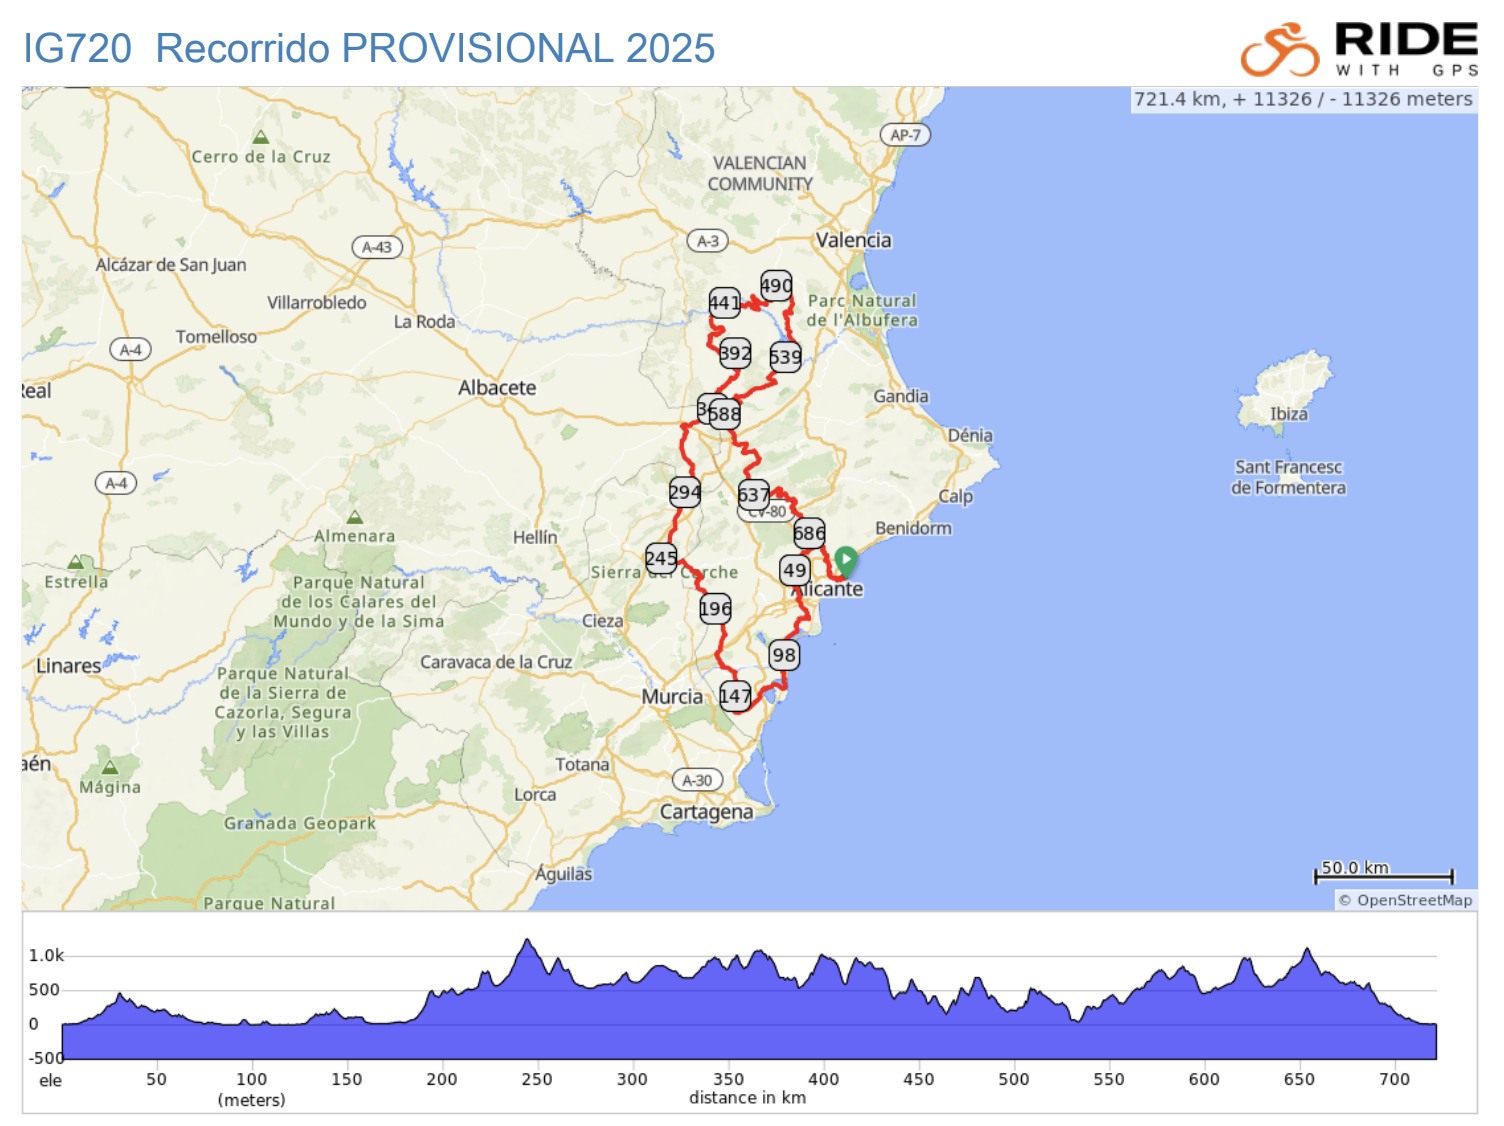 IG720 Recorrido PROVISIONAL 2025
RIDE
WITH GPS
721.4 km, + 11326 / - 11326 meters
AP-7
Cerro de la Cruz
VALENCIAN
COMMUNITY
A-43
A-3
Valencia
Alcázar de San Juan
490
441
Parc Natural
de l'Albufera
Villarrobledo
La Roda
Tomelloso
A-4
392
539
Albacete
Gandia
Ibiza
588
Dénia
Sant Francesc
de Formentera
A-4
294
637
CV-80
Calp
Almenara
Hellín
686
Benidorm
245
49
Estrella
Sierra del Carche
Parque Natural
de los Calares del
Mundo y de la Sima
Alicante
196
Cieza
98
Linares
Caravaca de la Cruz
Parque Natural
de la Sierra de
Cazorla, Segura
y las Villas
Murcia
147
Mágina
Totana
A-30
Lorca
Cartagena
Granada Geopark
Águilas
50.0 km
Parque Natural
© OpenStreetMap
1.0k
500
0
-500
ele
50
100
150
200
250
300
350
400
450
500
550
600
650
700
(meters)
distance in km